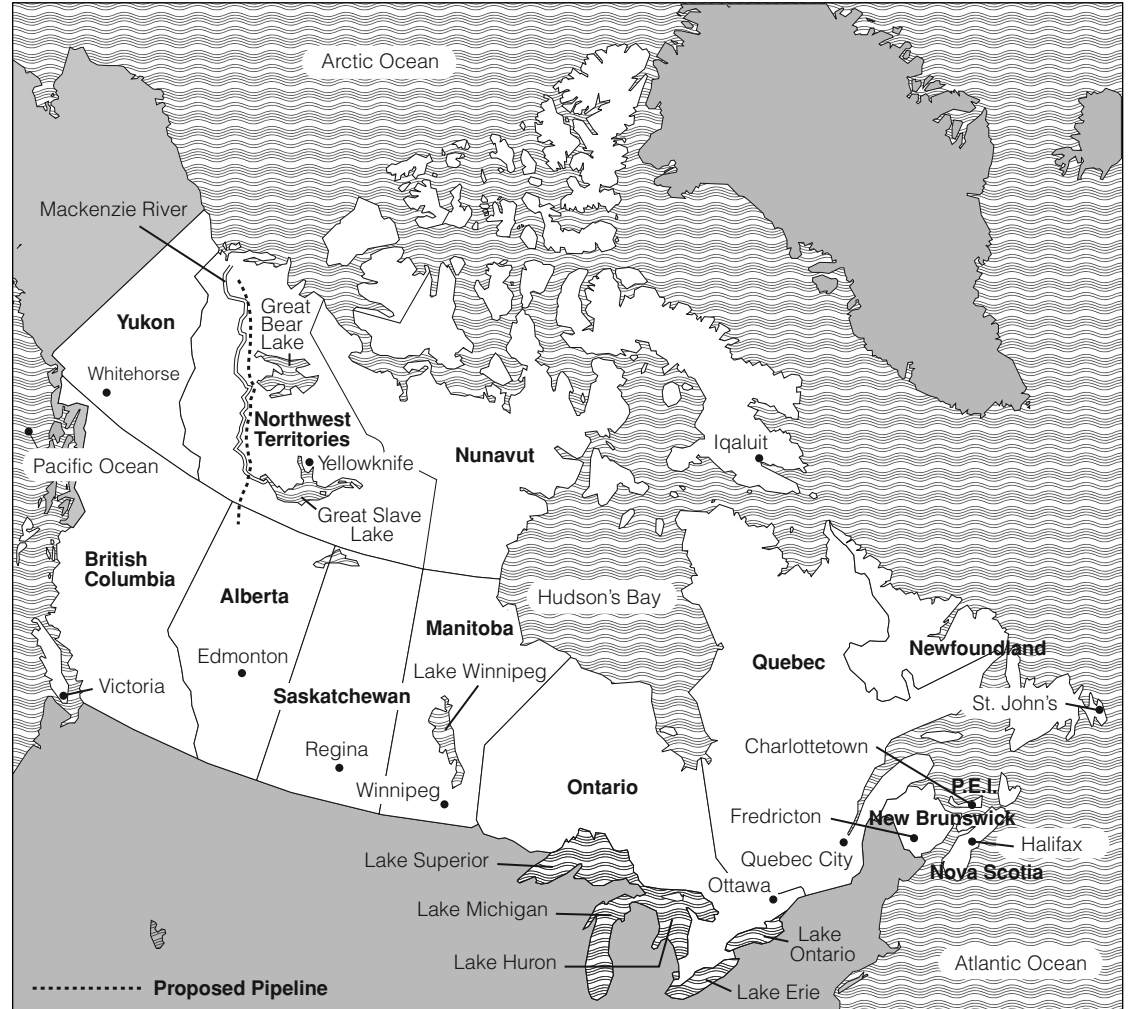 Arctic Ocean
Mackenzie River
Great
Bear
Lake
Yukon
Whitehorse
Northwest
Territories
Nunavut
Iqaluit
Pacific Ocean
Yellowknife
Great Slave
Lake
British
Columbia
Alberta
Hudson's Bay
Manitoba
Quebec
Newfoundland
Edmonton
Lake Winnipeg
Victoria
Saskatchewan
St. John's
Regina
Charlottetown
Winnipeg
Ontario
P.E.I.
Fredricton
New Brunswick
Halifax
Lake Superior
Quebec City
Nova Scotia
Ottawa
Lake Michigan
Lake
Ontario
Lake Huron
Atlantic Ocean
Proposed Pipeline
Lake Erie